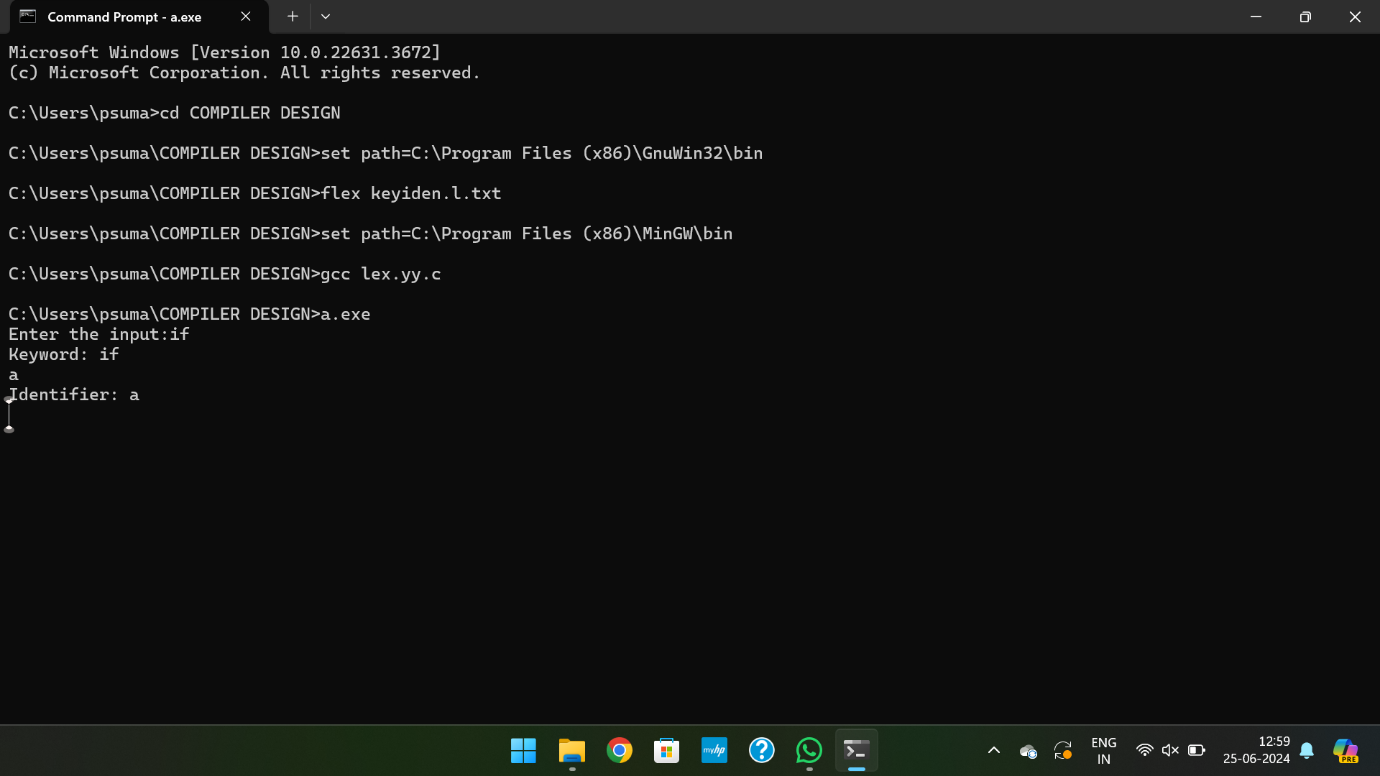 Command Prompt - a.exe
Microsoft Windows [Version 10.0.22631.3672]
(c) Microsoft Corporation. All rights reserved.
C:\Users\psuma>cd COMPILER DESIGN
C:\Users\psuma\COMPILER DESIGN>set path=C:\Program Files (x86)\GnuWin32\bin
C:\Users\psuma\COMPILER DESIGN>flex keyiden.l.txt
C:\Users\psuma\COMPILER DESIGN>set path=C:\Program Files (x86)\MinGW\bin
C:\Users\psuma\COMPILER DESIGN>gcc lex.yy.c
C:\Users\psuma\COMPILER DESIGN>a.exe
Enter the input:if
Keyword: if
a
Identifier: a
myhp
ENG
IN
12:59
25-06-2024
PRE